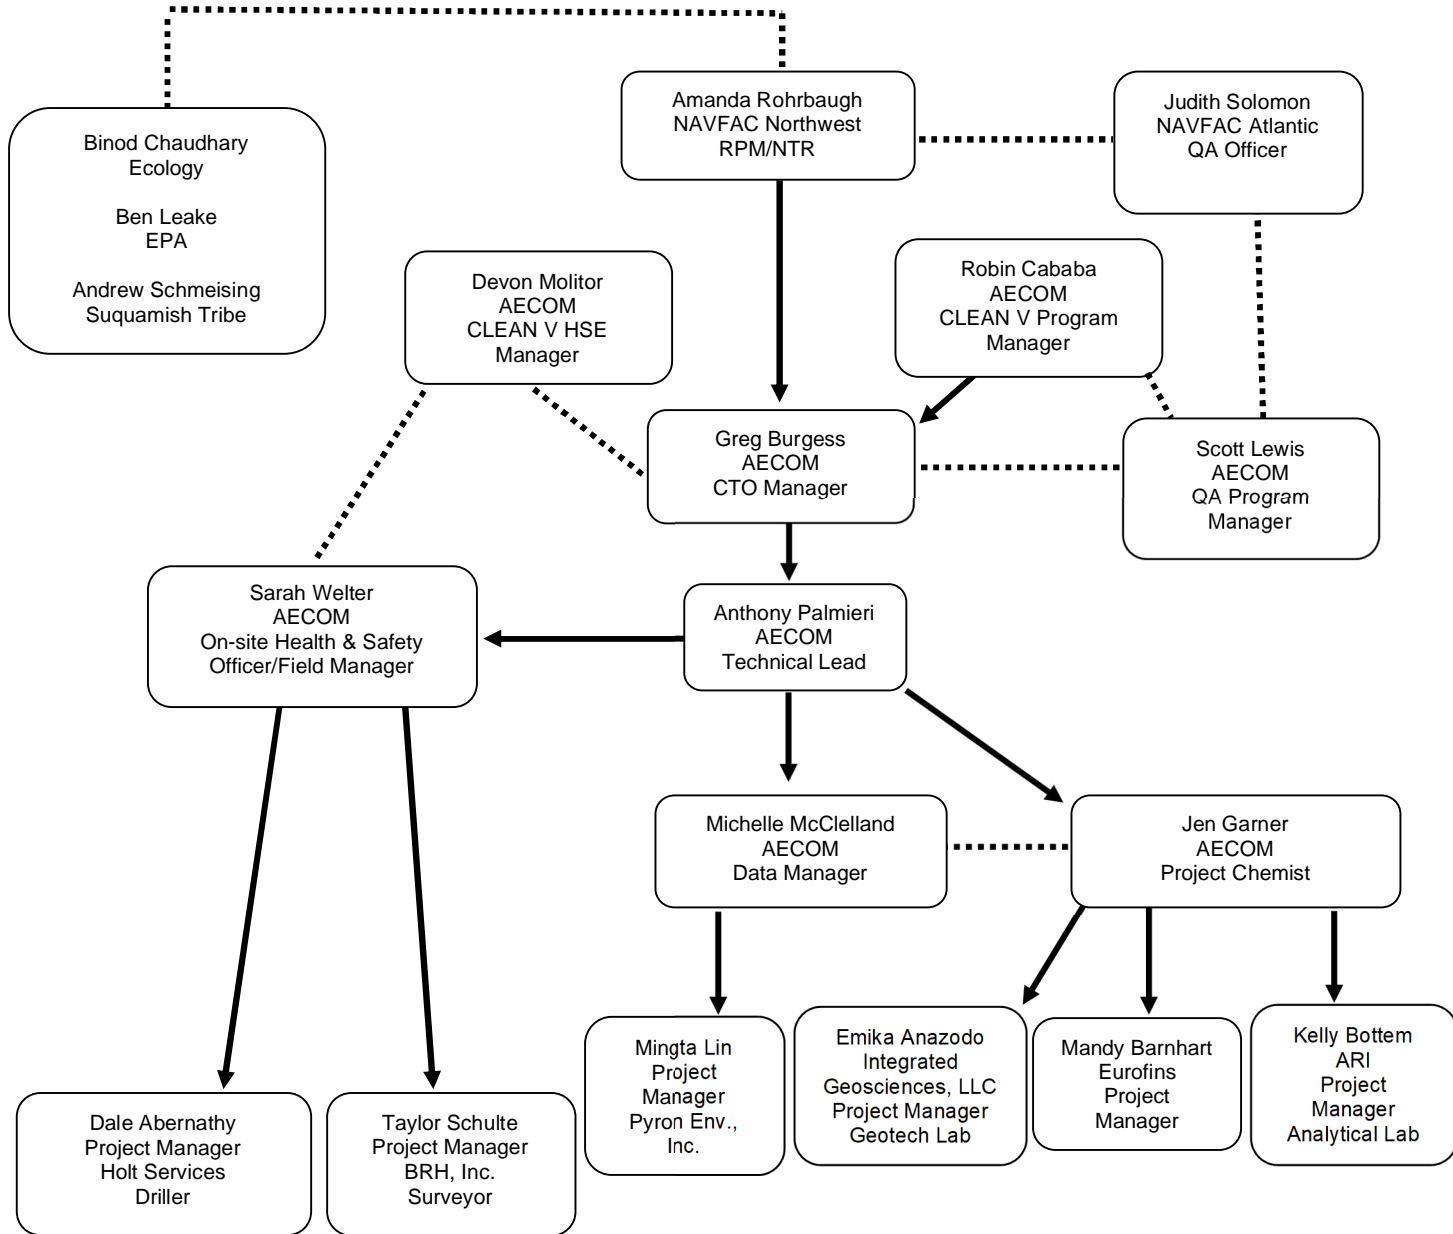 Amanda Rohrbaugh
NAVFAC Northwest
RPM/NTR
Judith Solomon
NAVFAC Atlantic
QA Officer
Binod Chaudhary
Ecology
Ben Leake
EPA
Andrew Schmeising
Suquamish Tribe
Devon Molitor
AECOM
CLEAN V HSE
Manager
Robin Cababa
AECOM
CLEAN V Program
Manager
Greg Burgess
AECOM
CTO Manager
Scott Lewis
AECOM
QA Program
Manager
Sarah Welter
AECOM
On-site Health & Safety
Officer/Field Manager
Anthony Palmieri
AECOM
Technical Lead
Michelle McClelland
AECOM
Data Manager
Jen Garner
AECOM
Project Chemist
Dale Abernathy
Project Manager
Holt Services
Driller
Taylor Schulte
Project Manager
BRH, Inc.
Surveyor
Mingta Lin
Project
Manager
Pyron Env.,
Inc.
Emika Anazodo
Integrated
Geosciences, LLC
Project Manager
Geotech Lab
Mandy Barnhart
Eurofins
Project
Manager
Kelly Bottem
ARI
Project
Manager
Analytical Lab